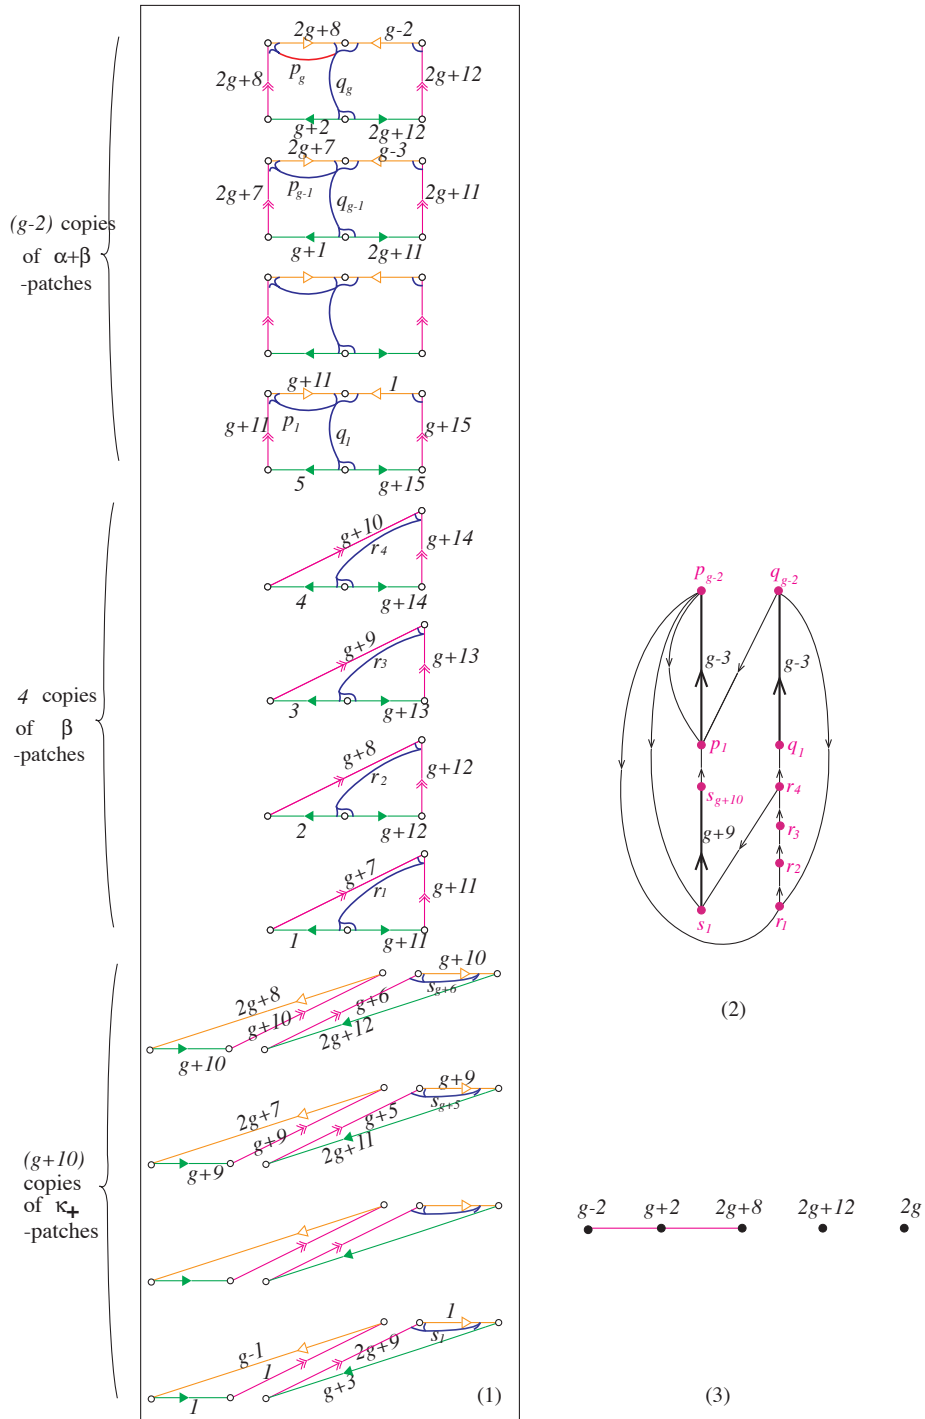 2g+8 g-2
2g+8 p_g q_g 2g+12
g+2 2g+12
2g+7 g-3
2g+7 p_{g-1} q_{g-1} 2g+11
g+1 2g+11
(g-2) copies
of α+β
-patches
g+11 1
g+11 p_1 q_1 g+15
5 g+15
g+10 r_4 g+14
4 g+14
g+9 r_3 g+13
3 g+13
4 copies
of β
-patches
g+8 r_2 g+12
2 g+12
g+7 r_1 g+11
1 g+11
g+10
2g+8 g+10 g+6 s_{g+6}
g+10 2g+12
g+9
2g+7 g+9 g+5 s_{g+5}
g+9 2g+11
(g+10)
copies
of κ_+
-patches
1
g-1 1 2g+9 s_1
1 g+3
(1)
p_{g-2} q_{g-2}
g-3 g-3
p_1 q_1
s_{g+10} r_4
g+9 r_3
r_2
s_1 r_1
(2)
g-2 g+2 2g+8 2g+12 2g
(3)